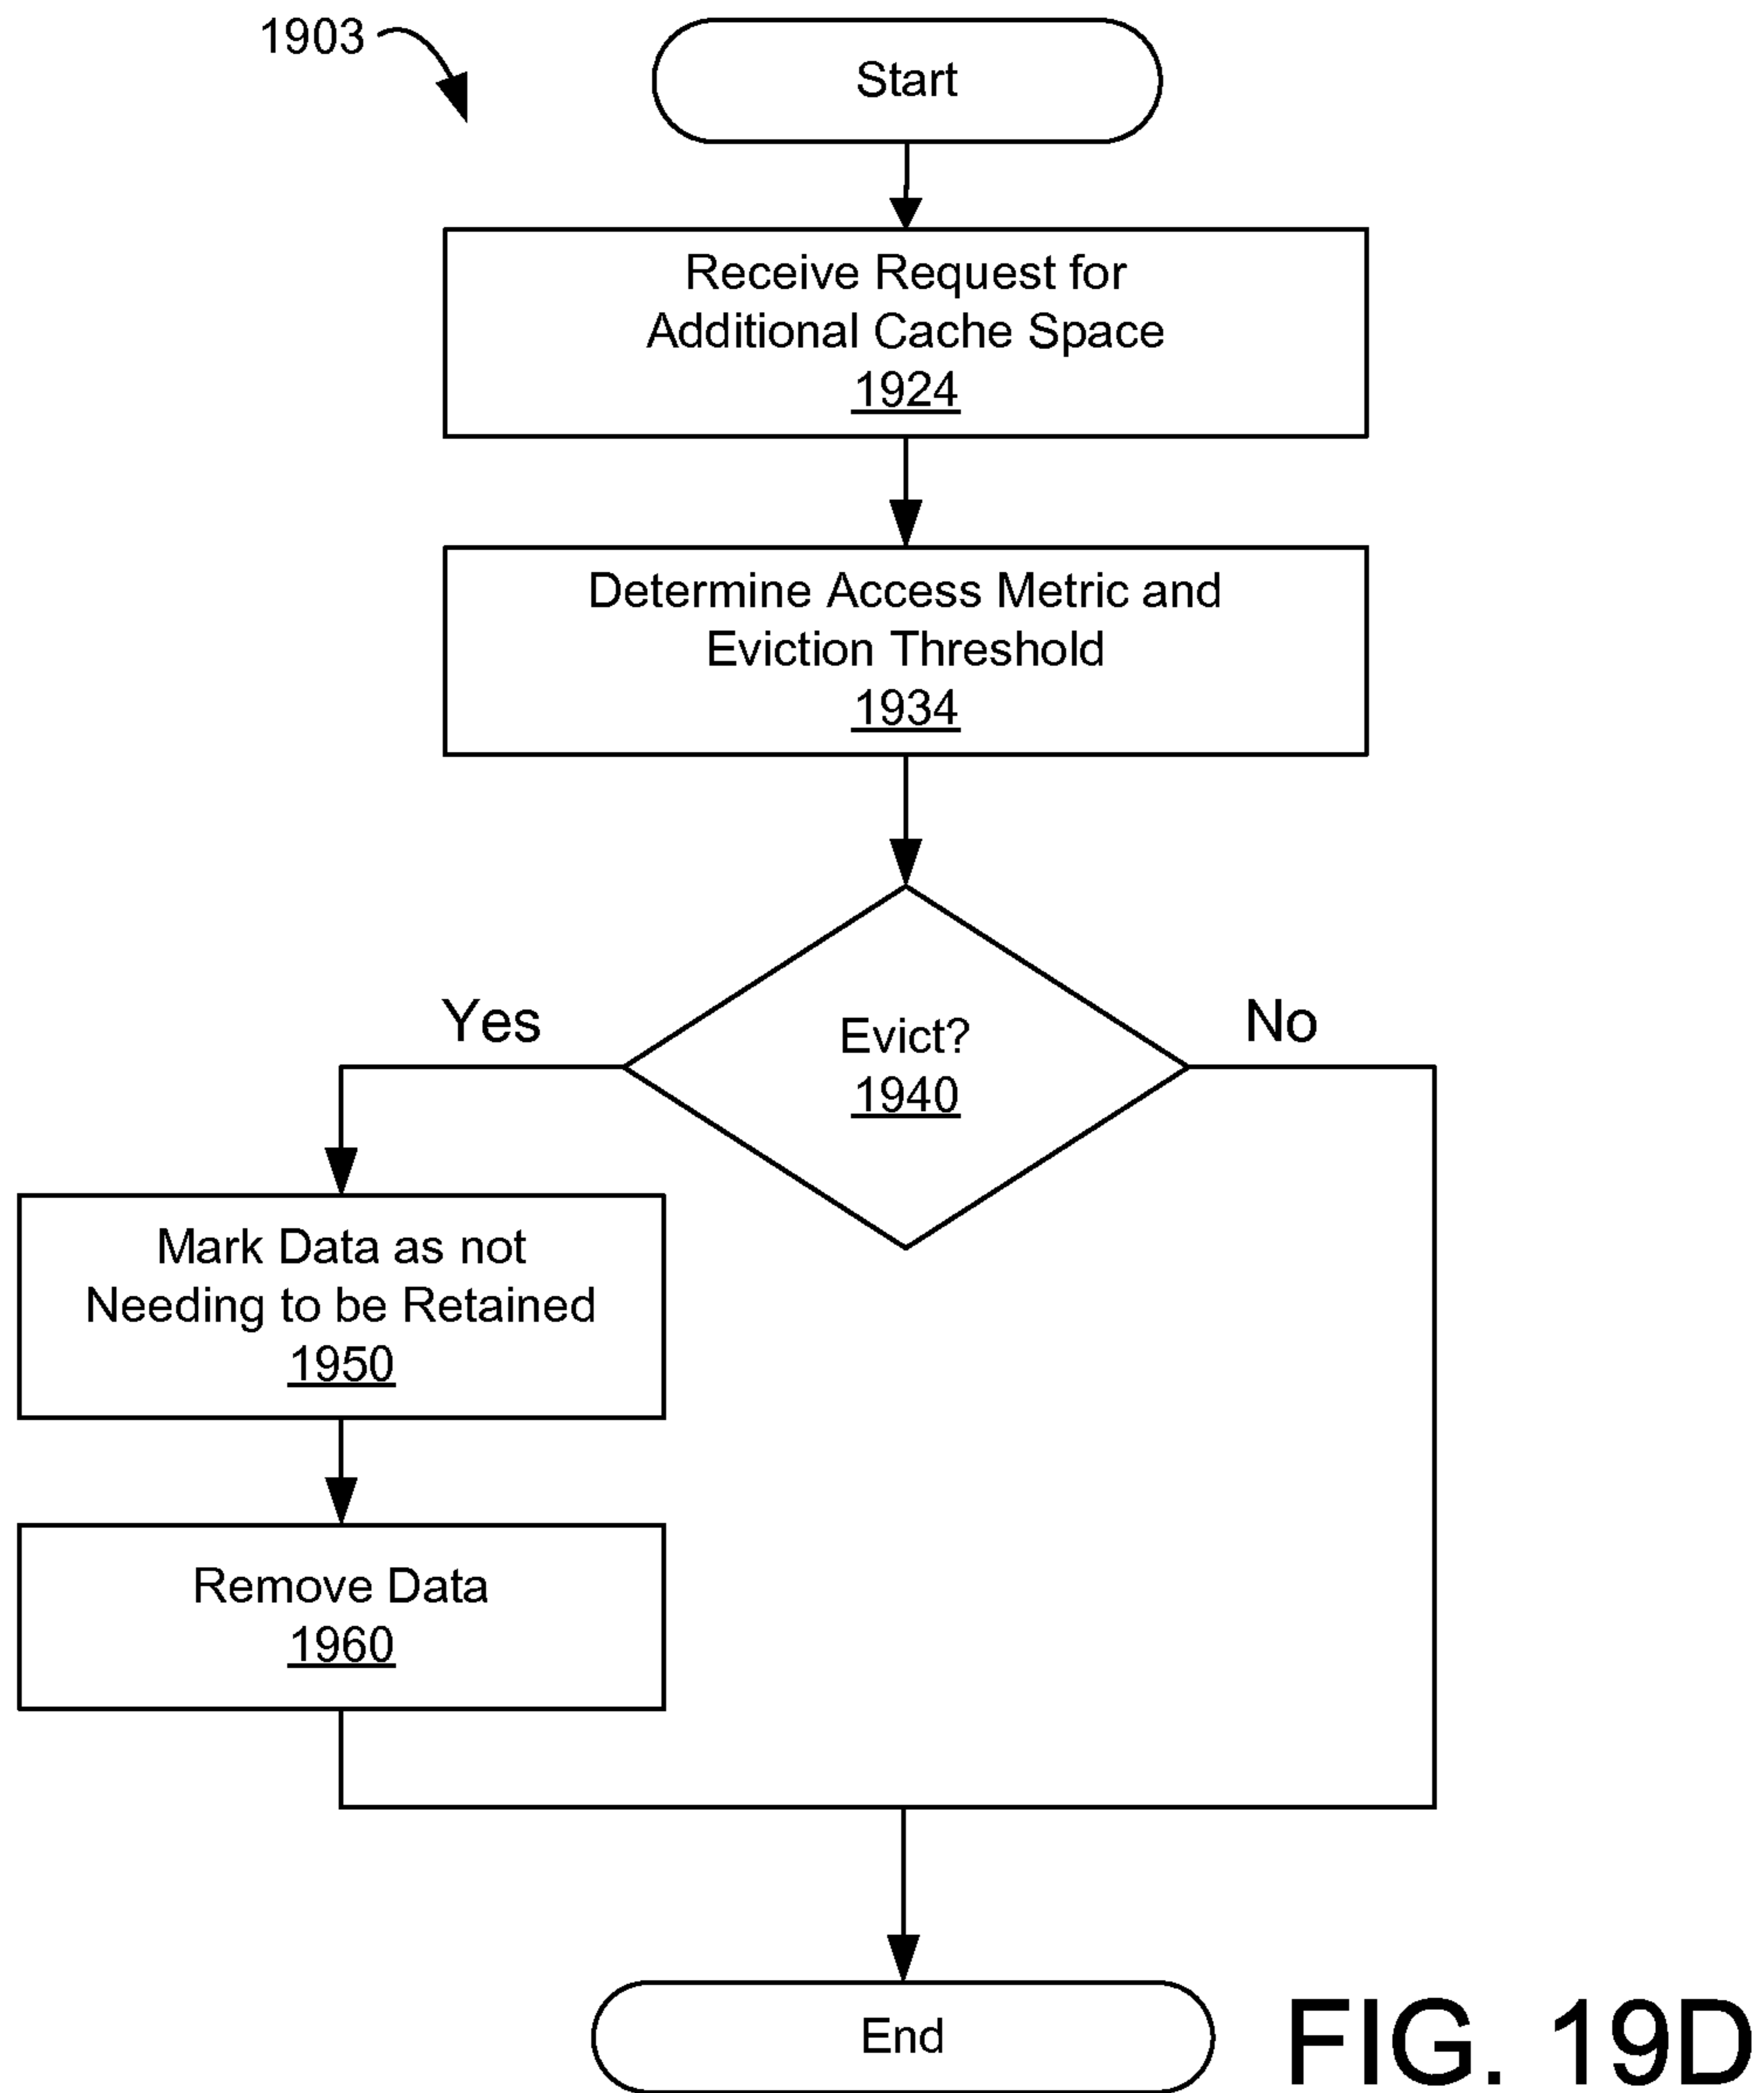 1903
Start
Receive Request for
Additional Cache Space
1924
Determine Access Metric and
Eviction Threshold
1934
Yes
No
Evict?
1940
Mark Data as not
Needing to be Retained
1950
Remove Data
1960
End
FIG. 19D